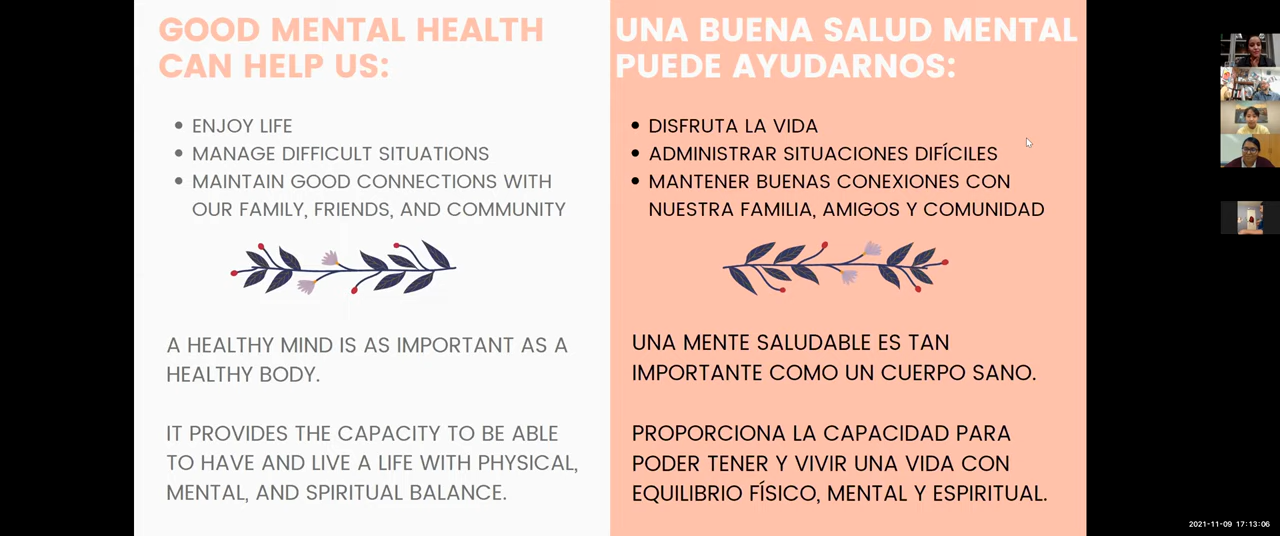 GOOD MENTAL HEALTH
CAN HELP US:
• ENJOY LIFE
• MANAGE DIFFICULT SITUATIONS
• MAINTAIN GOOD CONNECTIONS WITH
OUR FAMILY, FRIENDS, AND COMMUNITY
A HEALTHY MIND IS AS IMPORTANT AS A
HEALTHY BODY.
IT PROVIDES THE CAPACITY TO BE ABLE
TO HAVE AND LIVE A LIFE WITH PHYSICAL,
MENTAL, AND SPIRITUAL BALANCE.
UNA BUENA SALUD MENTAL
PUEDE AYUDARNOS:
• DISFRUTA LA VIDA
• ADMINISTRAR SITUACIONES DIFÍCILES
• MANTENER BUENAS CONEXIONES CON
NUESTRA FAMILIA, AMIGOS Y COMUNIDAD
UNA MENTE SALUDABLE ES TAN
IMPORTANTE COMO UN CUERPO SANO.
PROPORCIONA LA CAPACIDAD PARA
PODER TENER Y VIVIR UNA VIDA CON
EQUILIBRIO FÍSICO, MENTAL Y ESPIRITUAL.
2021-11-09 17:13:06